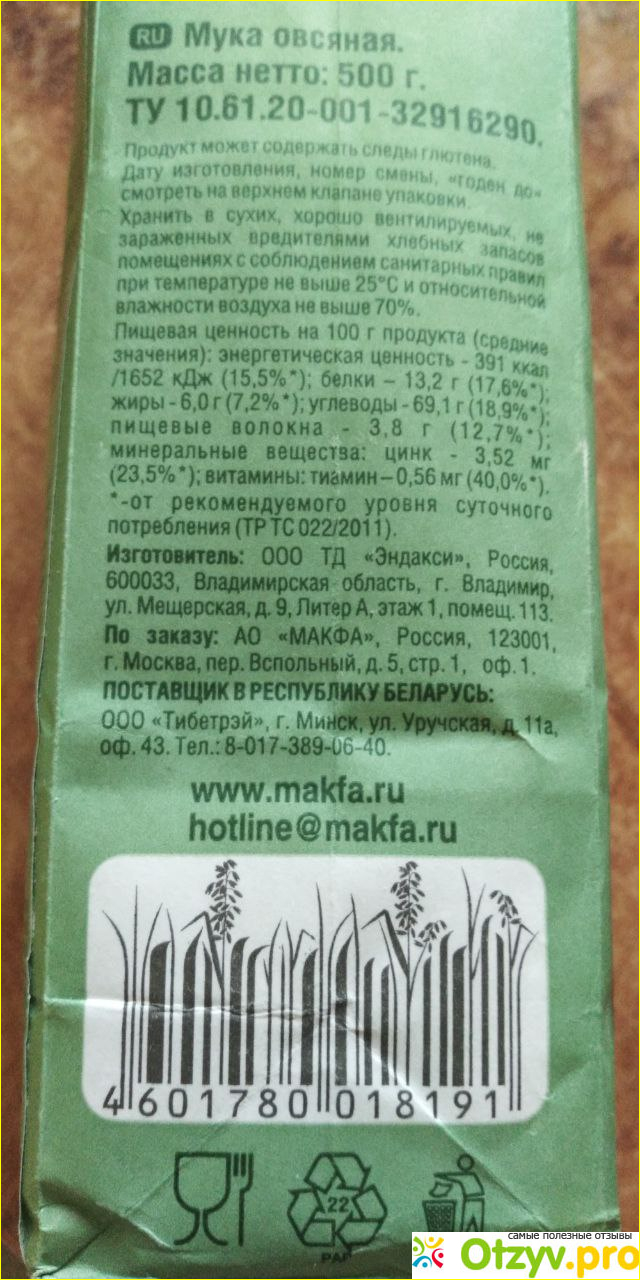 RU Мука овсяная.
Масса нетто: 500 г.
ТУ 10.61.20-001-32916290.
Продукт может содержать следы глютена.
Дату изготовления, номер смены, «годен до»
смотреть на верхнем клапане упаковки.
Хранить в сухих, хорошо вентилируемых, не
зараженных вредителями хлебных запасов
помещениях с соблюдением санитарных правил
при температуре не выше 25°С и относительной
влажности воздуха не выше 70%.
Пищевая ценность на 100 г продукта (средние
значения): энергетическая ценность - 391 ккал
/1652 кДж (15,5%*); белки – 13,2 г (17,6%*);
жиры - 6,0 г (7,2%*); углеводы - 69,1 г (18,9%*);
пищевые волокна - 3,8 г (12,7%*);
минеральные вещества: цинк - 3,52 мг
(23,5%*); витамины: тиамин – 0,56 мг (40,0%*).
*-от рекомендуемого уровня суточного
потребления (ТР ТС 022/2011).
Изготовитель: ООО ТД «Эндакси», Россия,
600033, Владимирская область, г. Владимир,
ул. Мещерская, д. 9, Литер А, этаж 1, помещ. 113.
По заказу: АО «МАКФА», Россия, 123001,
г. Москва, пер. Вспольный, д. 5, стр. 1, оф. 1.
ПОСТАВЩИК В РЕСПУБЛИКУ БЕЛАРУСЬ:
ООО «Тибетрэй», г. Минск, ул. Уручская, д. 11а,
оф. 43. Тел.: 8-017-389-06-40.
www.makfa.ru
hotline@makfa.ru
4 601780 018191
22
PAP
самые полезные отзывы
Otzyv.pro